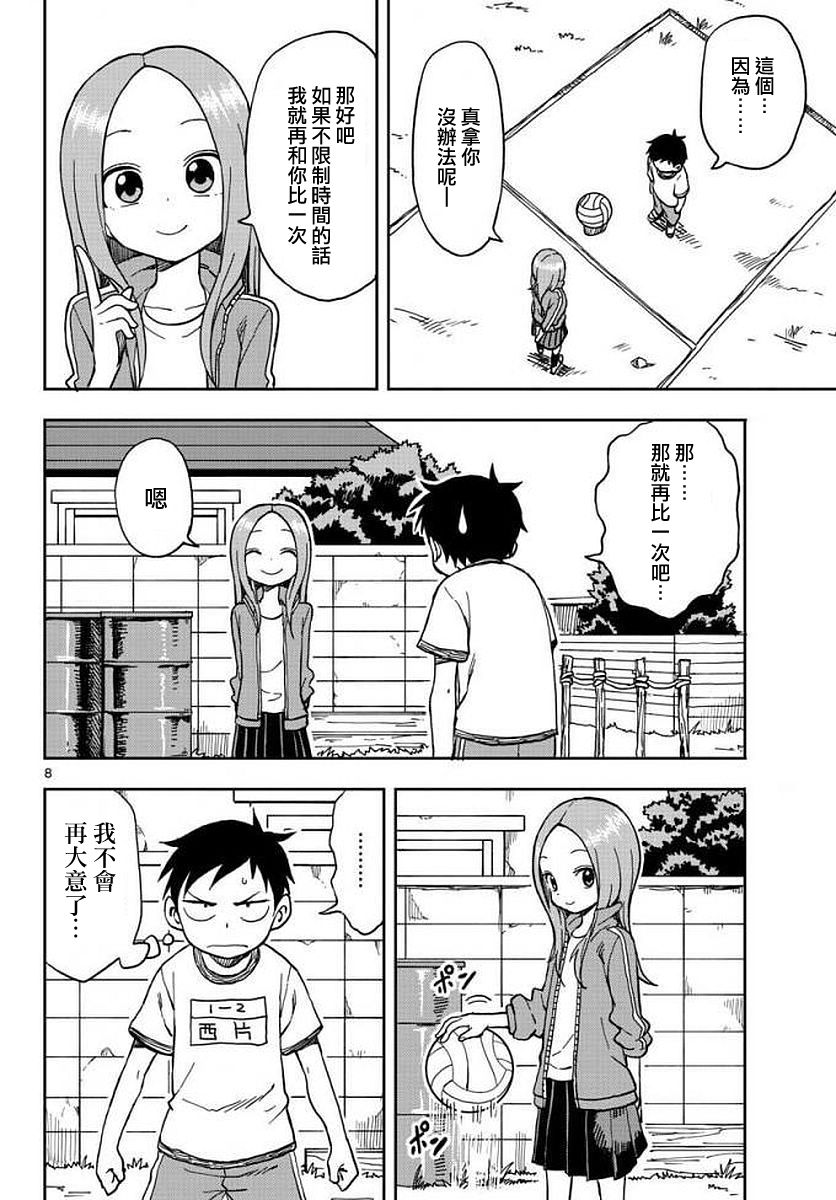 這個…
因為……
真拿你
沒辦法呢ー
那好吧
如果不限制時間的話
我就再和你比一次
那……
那就再比一次吧…
嗯
8
ポン
ポン
………
我不會
再大意了…
1-2
西片